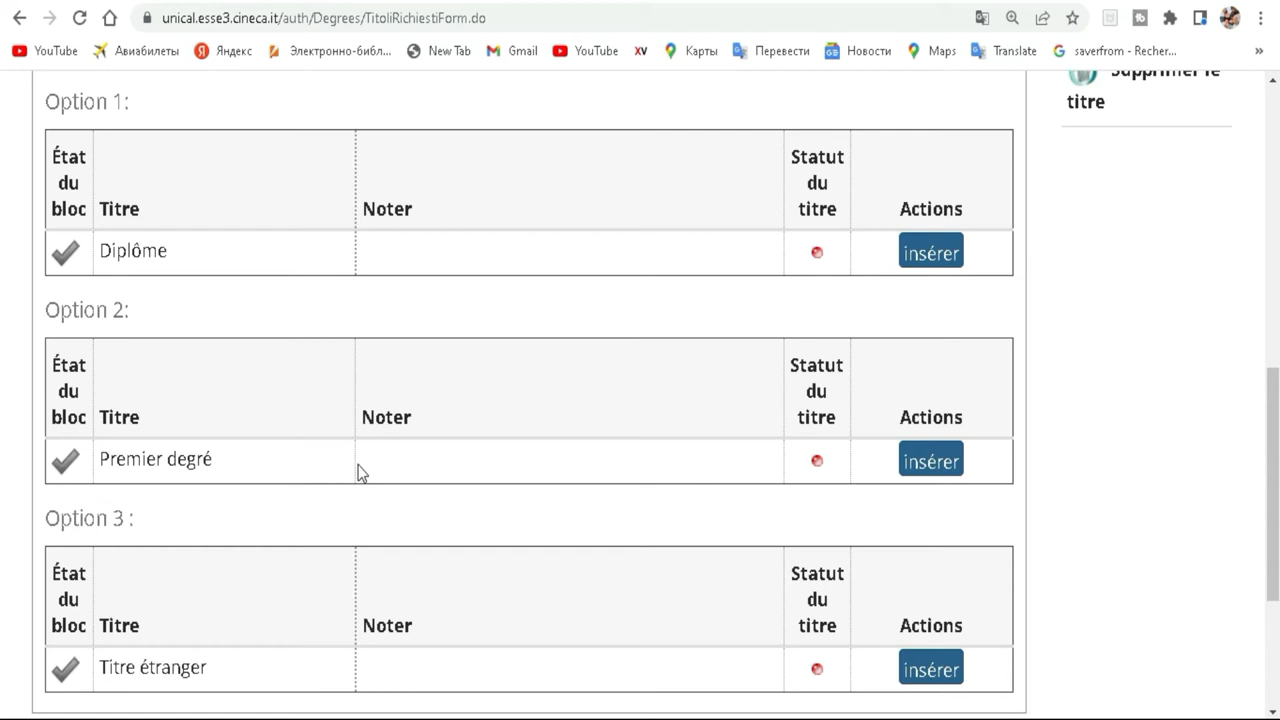 unical.esse3.cineca.it/auth/Degrees/TitoliRichiestiForm.do
YouTube Авиабилеты Яндекс Электронно-библ... New Tab Gmail YouTube XV Карты Перевести Новости Maps Translate saverfrom - Recher... »
Supprimer le
titre
Option 1:
État du bloc Titre Noter Statut du titre Actions
Diplôme insérer
Option 2:
État du bloc Titre Noter Statut du titre Actions
Premier degré insérer
Option 3 :
État du bloc Titre Noter Statut du titre Actions
Titre étranger insérer